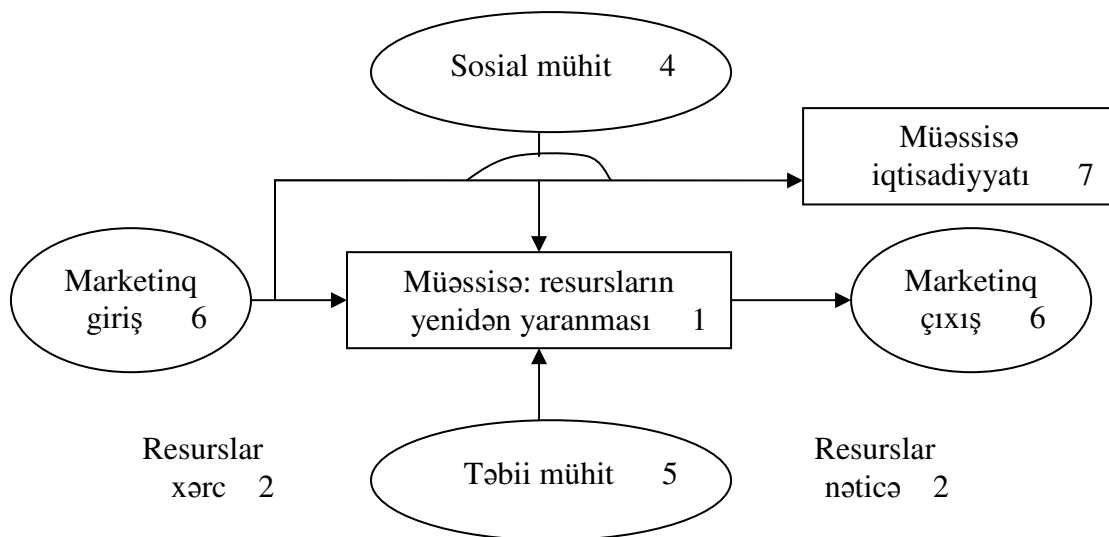 Sosial mühit 4
Müəssisə
iqtisadiyyatı 7
Marketinq
giriş 6
Müəssisə: resursların
yenidən yaranması 1
Marketinq
çıxış 6
Resurslar
xərc 2
Təbii mühit 5
Resurslar
nəticə 2